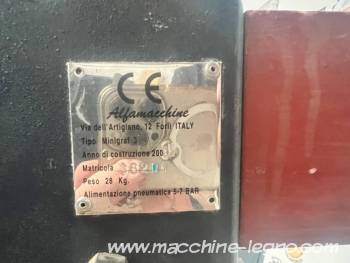 CE
Alfamacchine
Via dell'Artigiano, 12 Forlì ITALY
Tipo Minigraf 3
Anno di costruzione 200
Matricola
Peso 28 Kg.
Alimentazione pneumatica 5-7 BAR
www.macchine-legno.com